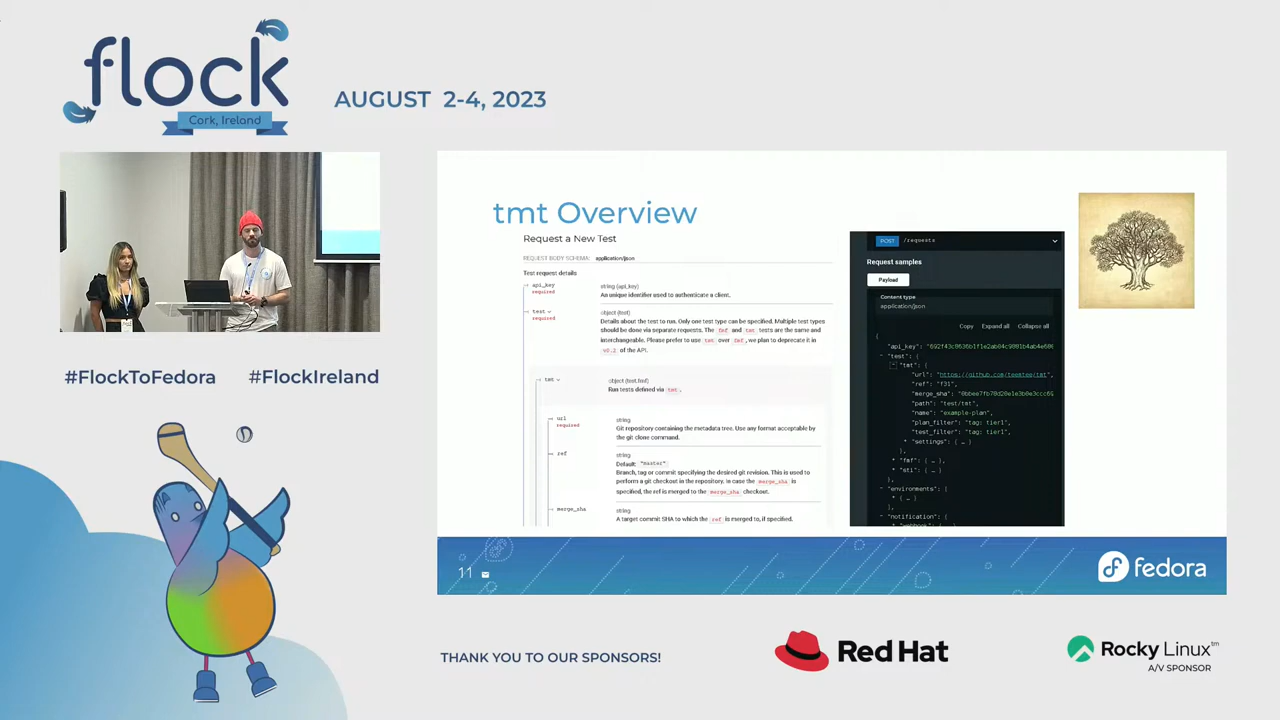 flock
Cork, Ireland
AUGUST 2-4, 2023
#FlockToFedora #FlockIreland
tmt Overview
Request a New Test
REQUEST BODY SCHEMA: application/json
Test request details
api_key
required
string (api_key)
An unique identifier used to authenticate a client.
test
required
object (test)
Details about the test to run. Only one test type can be specified. Multiple test types
should be done via separate requests. The fmf and tmt tests are the same and
interchangeable. Please prefer to use tmt over fmf, we plan to deprecate it in
of the API.
tmt
object (test.fmf)
Run tests defined via tmt.
url
required
string
Git repository containing the metadata tree. Use any format acceptable by
the git clone command.
ref
string
Default: "master"
Branch, tag or commit specifying the desired git revision. This is used to
perform a git checkout in the repository. In case the merge_sha is
specified, the ref is merged to the merge_sha checkout.
merge_sha
string
A target commit SHA to which the ref is merged to, if specified.
POST /requests
Request samples
Payload
Content type
application/json
Copy Expand all Collapse all
{
"api_key":
- "test": {
- "tmt": {
"url": "https://github.com/teemtee/tmt",
"ref": "f31",
"merge_sha":
"path": "test/tmt",
"name": "example-plan",
"plan_filter": "tag: tier1",
"test_filter": "tag: tier1",
+ "settings": { … }
},
+ "fmf": { … },
+ "sti": { … }
},
- "environments": [
+ { … }
],
- "notification": {
+ "webhook": { … }
11
fedora
THANK YOU TO OUR SPONSORS!
Red Hat
Rocky Linux™
A/V SPONSOR